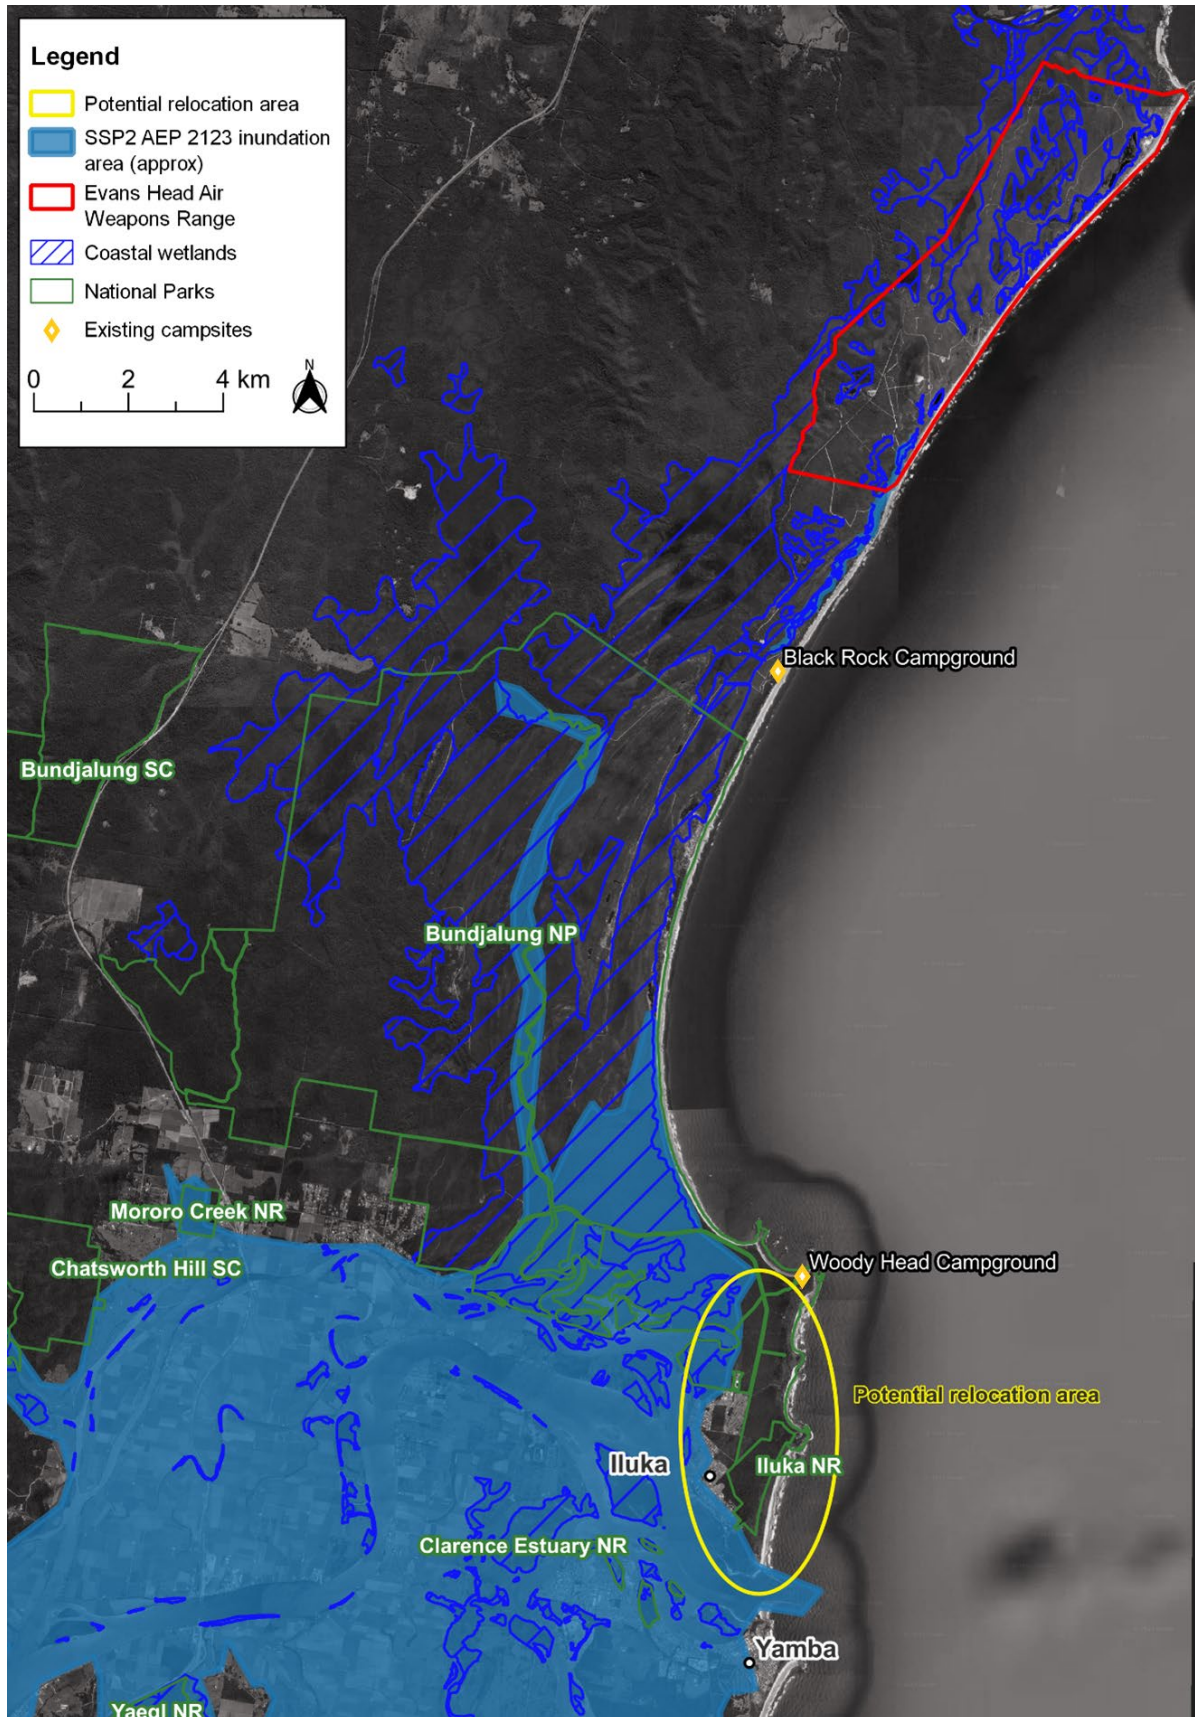 Legend
Potential relocation area
SSP2 AEP 2123 inundation
area (approx)
Evans Head Air
Weapons Range
Coastal wetlands
National Parks
Existing campsites
0 2 4 km
N
Black Rock Campground
Bundjalung SC
Bundjalung NP
Mororo Creek NR
Chatsworth Hill SC
Woody Head Campground
Potential relocation area
Iluka
Iluka NR
Clarence Estuary NR
Yamba
Yaegl NR